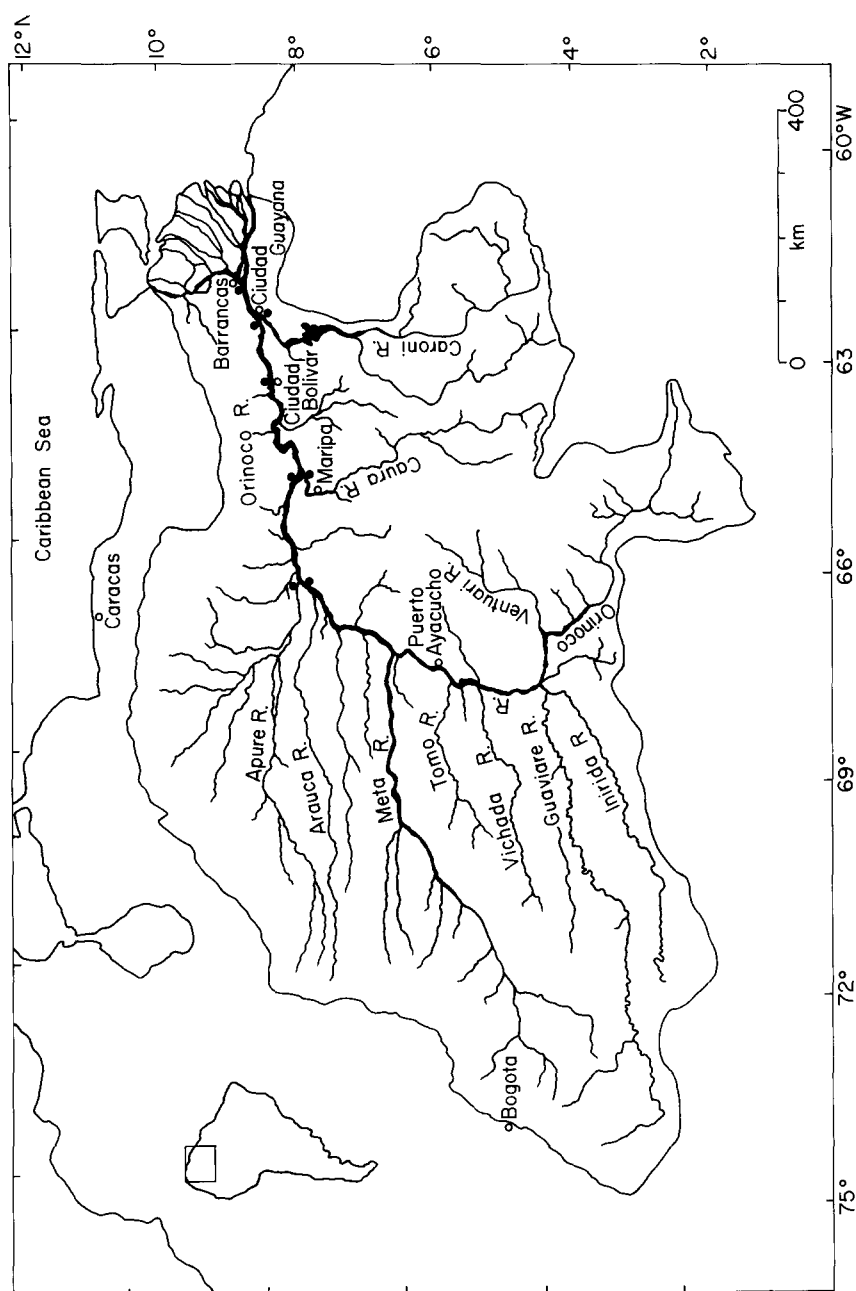 12°N
10°
8°
6°
4°
2°
60°W
63
66°
69°
72°
75°
0
km
400
Caribbean Sea
Caracas
Barrancas
Ciudad
Guayana
Orinoco R.
Ciudad
Bolivar
Caroni R.
Maripa
Caura R.
Ventuari R.
Puerto
Ayacucho
Orinoco
R.
Apure R.
Arauca R.
Meta R.
Tomo R.
Vichada R.
Guaviare R.
Inirida R.
Bogota